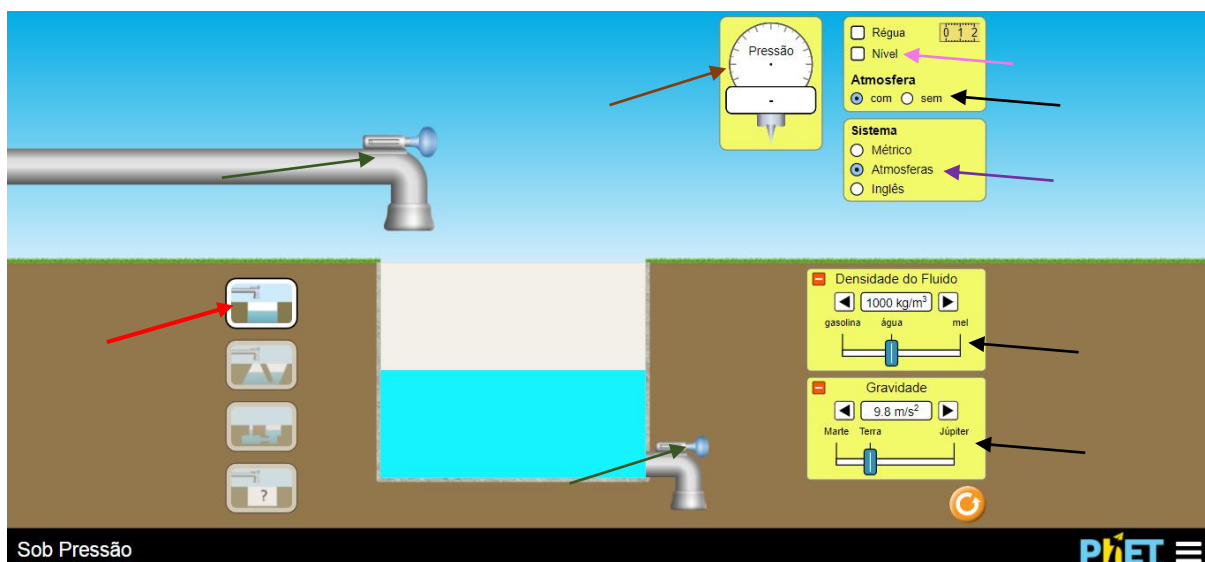 Pressão
-
Régua
0 1 2
Nível
Atmosfera
com sem
Sistema
Métrico
Atmosferas
Inglês
Densidade do Fluido
1000 kg/m³
gasolina água mel
Gravidade
9.8 m/s²
Marte Terra Júpiter
?
Sob Pressão
PhET